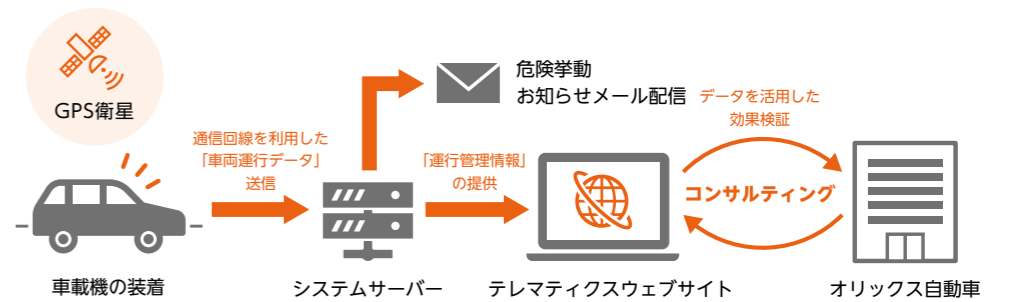 GPS衛星
車載機の装着
通信回線を利用した
「車両運行データ」
送信
システムサーバー
危険挙動
お知らせメール配信
「運行管理情報」
の提供
テレマティクスウェブサイト
データを活用した
効果検証
コンサルティング
オリックス自動車